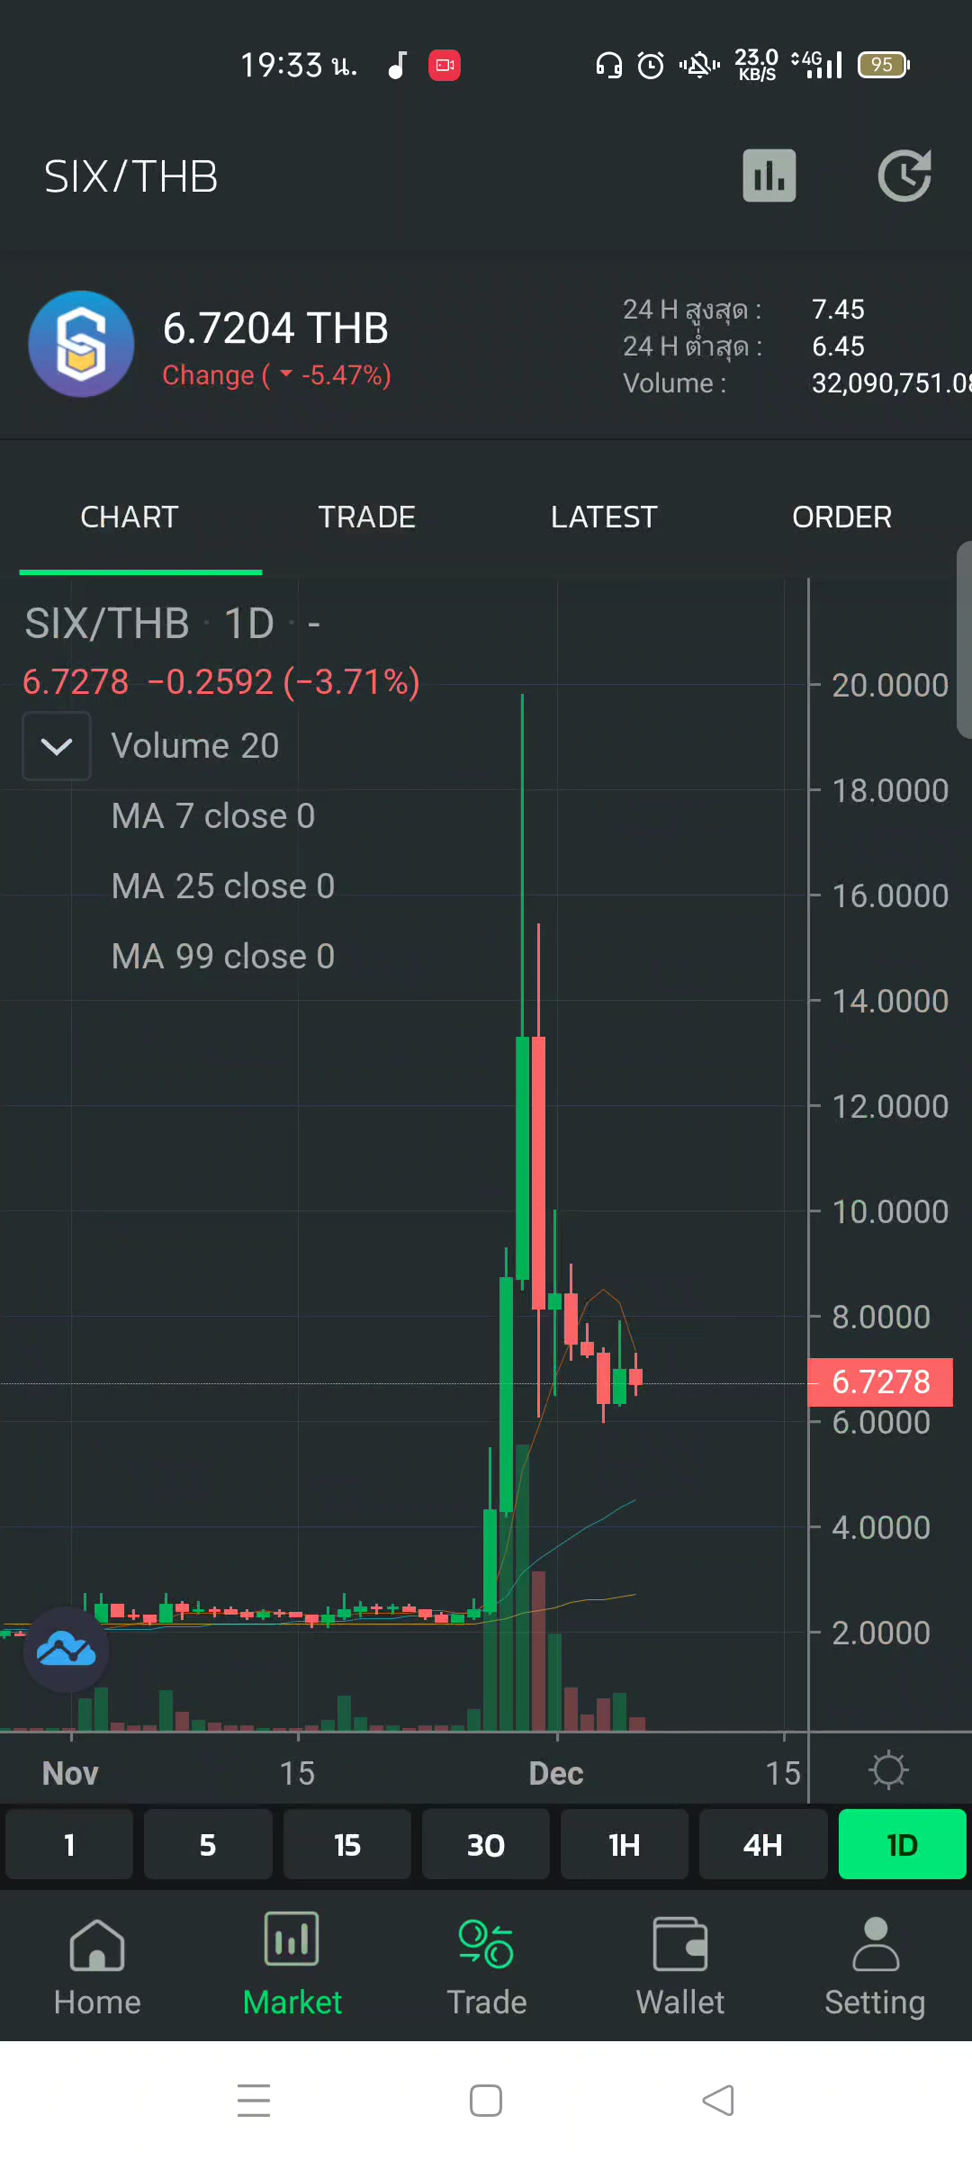 19:33 น.
23.0
KB/S
4G
95
SIX/THB
6.7204 THB
Change ( -5.47%)
24 H สูงสุด : 7.45
24 H ต่ำสุด : 6.45
Volume : 32,090,751.08
CHART TRADE LATEST ORDER
SIX/THB · 1D · -
6.7278 −0.2592 (−3.71%)
Volume 20
MA 7 close 0
MA 25 close 0
MA 99 close 0
20.0000
18.0000
16.0000
14.0000
12.0000
10.0000
8.0000
6.7278
6.0000
4.0000
2.0000
Nov 15 Dec 15
1 5 15 30 1H 4H 1D
Home Market Trade Wallet Setting